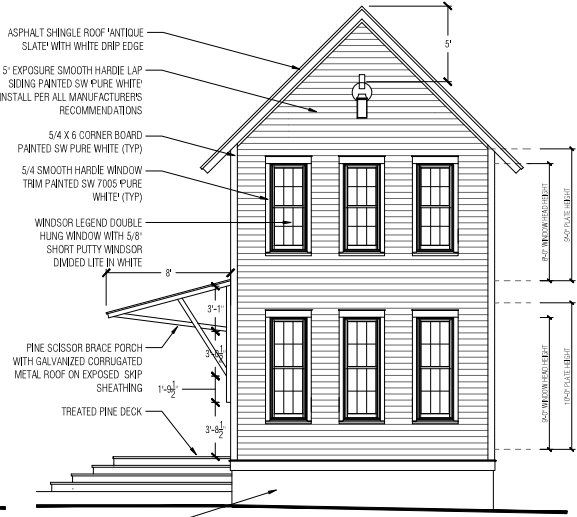 ASPHALT SHINGLE ROOF 'ANTIQUE
SLATE' WITH WHITE DRIP EDGE
5" EXPOSURE SMOOTH HARDIE LAP
SIDING PAINTED SW 'PURE WHITE'
INSTALL PER ALL MANUFACTURER'S
RECOMMENDATIONS
5/4 X 6 CORNER BOARD
PAINTED SW PURE WHITE (TYP)
5/4 SMOOTH HARDIE WINDOW
TRIM PAINTED SW 7005 'PURE
WHITE' (TYP)
WINDSOR LEGEND DOUBLE
HUNG WINDOW WITH 5/8"
SHORT PUTTY WINDSOR
DIVIDED LITE IN WHITE
PINE SCISSOR BRACE PORCH
WITH GALVANIZED CORRUGATED
METAL ROOF ON EXPOSED SKIP
SHEATHING
TREATED PINE DECK
5'
8'
3'-1"
1'-9½"
3'-8½"
8'-0" WINDOW HEAD HEIGHT
9'-0" PLATE HEIGHT
9'-0" WINDOW HEAD HEIGHT
10'-0" PLATE HEIGHT